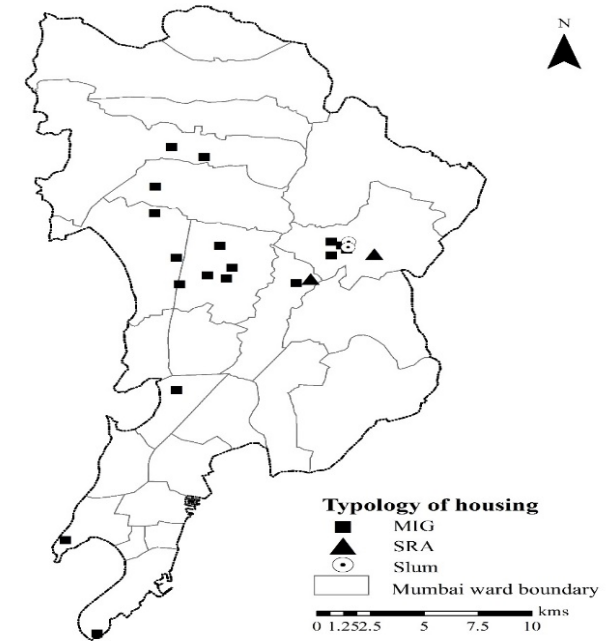 N
Typology of housing
MIG
SRA
Slum
Mumbai ward boundary
kms
0 1.252.5 5 7.5 10